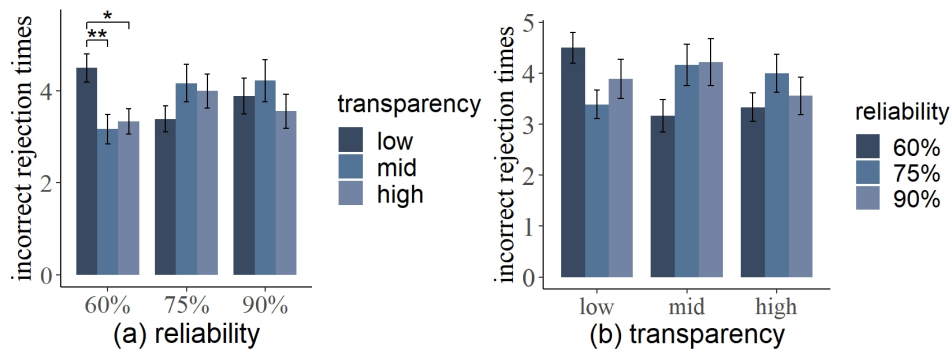 incorrect rejection times
4
2
0
*
**
60%
75%
90%
(a) reliability
transparency
low
mid
high
incorrect rejection times
5
4
3
2
1
0
low
mid
high
(b) transparency
reliability
60%
75%
90%